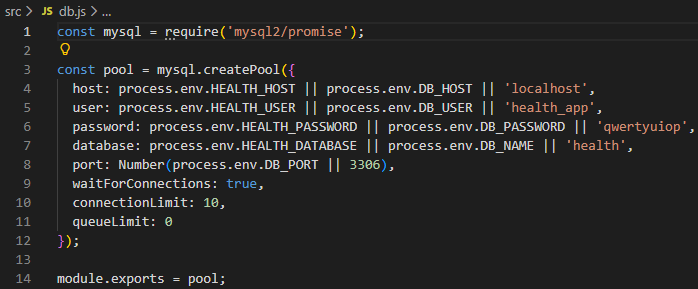 src > JS db.js > ...
1 const mysql = require('mysql2/promise');
2
3 const pool = mysql.createPool({
4 host: process.env.HEALTH_HOST || process.env.DB_HOST || 'localhost',
5 user: process.env.HEALTH_USER || process.env.DB_USER || 'health_app',
6 password: process.env.HEALTH_PASSWORD || process.env.DB_PASSWORD || 'qwertyuiop',
7 database: process.env.HEALTH_DATABASE || process.env.DB_NAME || 'health',
8 port: Number(process.env.DB_PORT || 3306),
9 waitForConnections: true,
10 connectionLimit: 10,
11 queueLimit: 0
12 });
13
14 module.exports = pool;